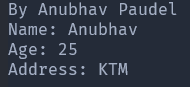 By Anubhav Paudel
Name: Anubhav
Age: 25
Address: KTM